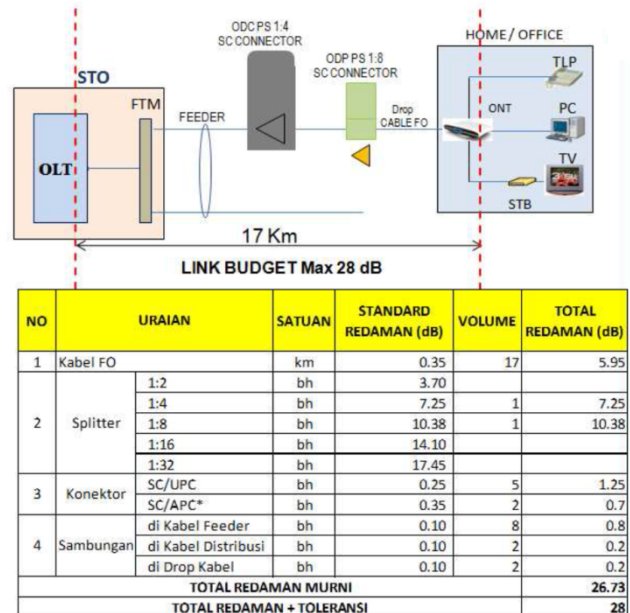 ODC PS 1:4
SC CONNECTOR
HOME / OFFICE
ODP PS 1:8
SC CONNECTOR
TLP
STO
FTM
FEEDER
Drop
CABLE FO
ONT
PC
OLT
TV
STB
17 Km
LINK BUDGET Max 28 dB
NO URAIAN SATUAN STANDARD REDAMAN (dB) VOLUME TOTAL REDAMAN (dB)
1 Kabel FO km 0.35 17 5.95
2 Splitter 1:2 bh 3.70
1:4 bh 7.25 1 7.25
1:8 bh 10.38 1 10.38
1:16 bh 14.10
1:32 bh 17.45
3 Konektor SC/UPC bh 0.25 5 1.25
SC/APC* bh 0.35 2 0.7
4 Sambungan di Kabel Feeder bh 0.10 8 0.8
di Kabel Distribusi bh 0.10 2 0.2
di Drop Kabel bh 0.10 2 0.2
TOTAL REDAMAN MURNI 26.73
TOTAL REDAMAN + TOLERANSI 28